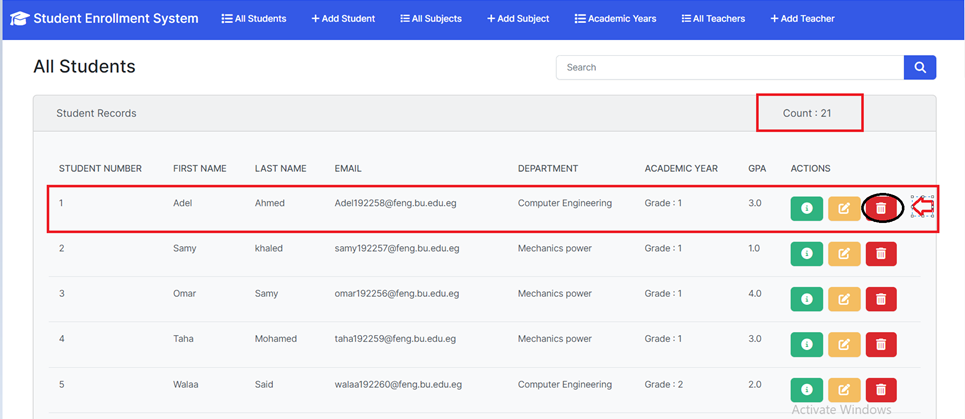 Student Enrollment System All Students Add Student All Subjects Add Subject Academic Years All Teachers Add Teacher
All Students Search
Student Records Count : 21
STUDENT NUMBER FIRST NAME LAST NAME EMAIL DEPARTMENT ACADEMIC YEAR GPA ACTIONS
1 Adel Ahmed Adel192258@feng.bu.edu.eg Computer Engineering Grade : 1 3.0
2 Samy khaled samy192257@feng.bu.edu.eg Mechanics power Grade : 1 1.0
3 Omar Samy omar192256@feng.bu.edu.eg Mechanics power Grade : 1 4.0
4 Taha Mohamed taha192259@feng.bu.edu.eg Mechanics power Grade : 1 3.0
5 Walaa Said walaa192260@feng.bu.edu.eg Computer Engineering Grade : 2 2.0
Activate Windows